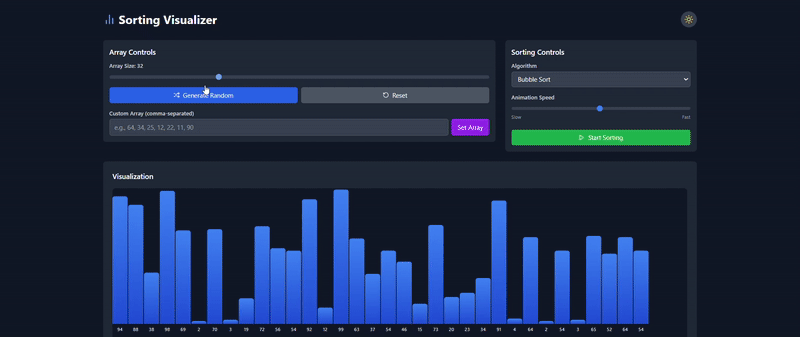 Sorting Visualizer
Array Controls
Array Size: 32
Generate Random
Reset
Custom Array (comma-separated)
e.g., 64, 34, 25, 12, 22, 11, 90
Set Array
Sorting Controls
Algorithm
Bubble Sort
Animation Speed
Slow
Fast
Start Sorting
Visualization
94 88 38 98 69 2 70 3 19 72 56 54 92 12 99 63 37 54 46 15 73 20 23 34 91 4 64 2 54 3 65 52 64 54